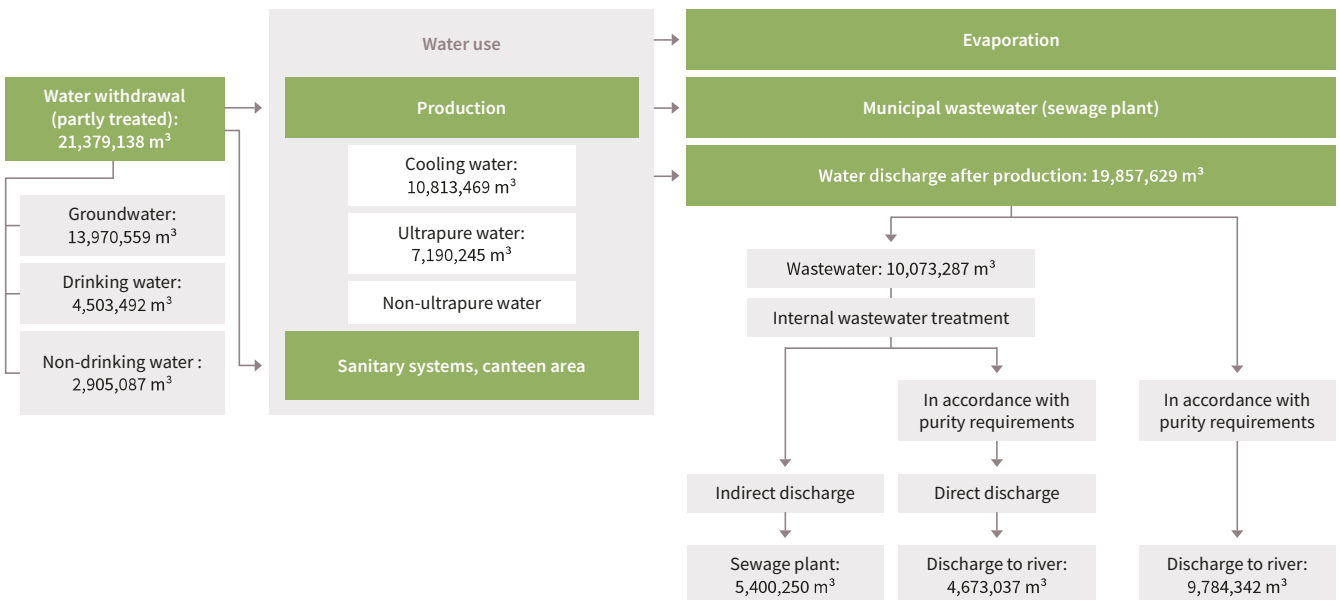 Water withdrawal
(partly treated):
21,379,138 m³
Groundwater:
13,970,559 m³
Drinking water:
4,503,492 m³
Non-drinking water :
2,905,087 m³
Water use
Production
Cooling water:
10,813,469 m³
Ultrapure water:
7,190,245 m³
Non-ultrapure water
Sanitary systems, canteen area
Evaporation
Municipal wastewater (sewage plant)
Water discharge after production: 19,857,629 m³
Wastewater: 10,073,287 m³
Internal wastewater treatment
In accordance with
purity requirements
In accordance with
purity requirements
Indirect discharge
Direct discharge
Sewage plant:
5,400,250 m³
Discharge to river:
4,673,037 m³
Discharge to river:
9,784,342 m³